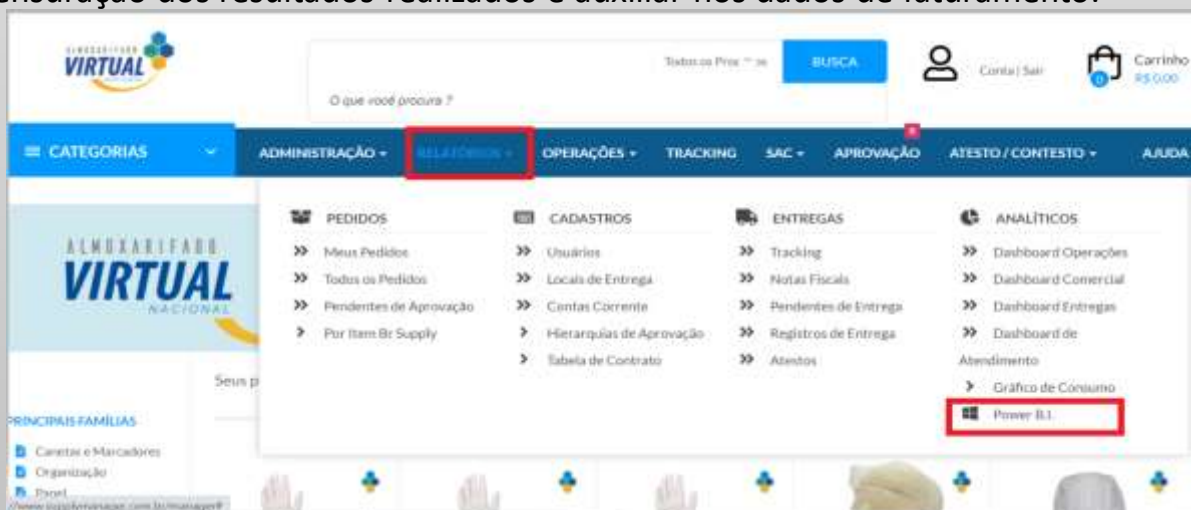 ensuração dos resultados realizados e auxiliar nos dados de faturamento.
ALMOXARIFADO
VIRTUAL
BUSCA
O que você procura ?
Conta | Sair
Carrinho
0
R$ 0,00
CATEGORIAS
ADMINISTRAÇÃO
RELATÓRIOS
OPERAÇÕES
TRACKING
SAC
APROVAÇÃO
ATESTO / CONTESTO
AJUDA
ALMOXARIFADO
VIRTUAL
NACIONAL
PEDIDOS
Meus Pedidos
Todos os Pedidos
Pendentes de Aprovação
Por Item Br Supply
CADASTROS
Usuários
Locais de Entrega
Contas Corrente
Hierarquias de Aprovação
Tabela de Contrato
ENTREGAS
Tracking
Notas Fiscais
Pendentes de Entrega
Registros de Entrega
Atestos
ANALÍTICOS
Dashboard Operações
Dashboard Comercial
Dashboard Entregas
Dashboard de
Atendimento
Gráfico de Consumo
Power B.I.
Seus p
PRINCIPAIS FAMÍLIAS
Canetas e Marcadores
Organização
Papel